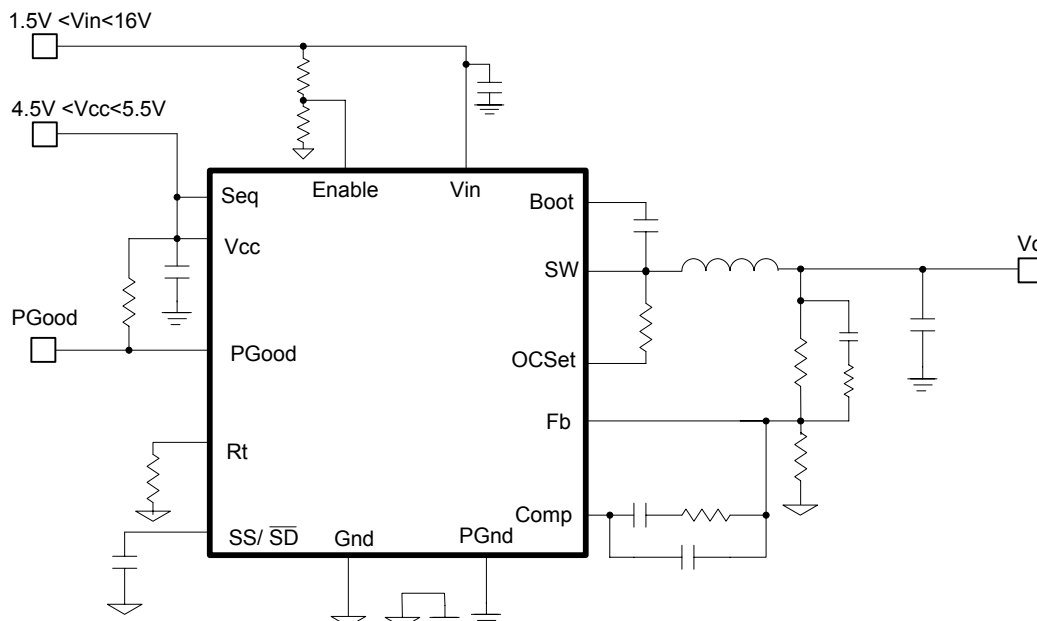 1.5V <Vin<16V
4.5V <Vcc<5.5V
Enable
Vin
Seq
Boot
Vcc
SW
PGood
PGood
OCSet
Fb
Rt
Comp
SS/ SD
Gnd
PGnd